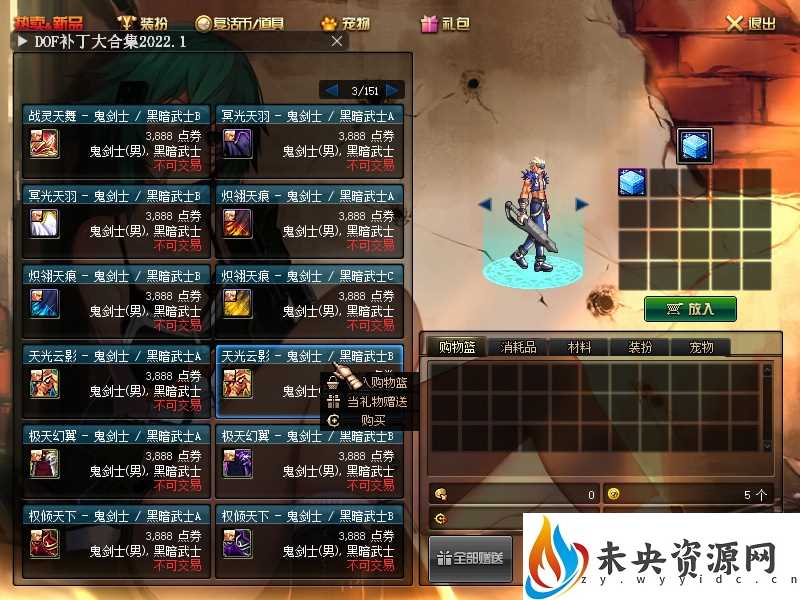 热卖&新品
装扮
复活币/道具
宠物
礼包
退出
DOF补丁大合集2022.1
3/151
战灵天舞 - 鬼剑士 / 黑暗武士B
3,888 点券
鬼剑士(男), 黑暗武士
不可交易
冥光天羽 - 鬼剑士 / 黑暗武士A
3,888 点券
鬼剑士(男), 黑暗武士
不可交易
冥光天羽 - 鬼剑士 / 黑暗武士B
3,888 点券
鬼剑士(男), 黑暗武士
不可交易
炽翎天痕 - 鬼剑士 / 黑暗武士A
3,888 点券
鬼剑士(男), 黑暗武士
不可交易
炽翎天痕 - 鬼剑士 / 黑暗武士B
3,888 点券
鬼剑士(男), 黑暗武士
不可交易
炽翎天痕 - 鬼剑士 / 黑暗武士C
3,888 点券
鬼剑士(男), 黑暗武士
不可交易
天光云影 - 鬼剑士 / 黑暗武士A
3,888 点券
鬼剑士(男), 黑暗武士
不可交易
天光云影 - 鬼剑士 / 黑暗武士B
鬼剑士
入购物篮
当礼物赠送
购买
极天幻翼 - 鬼剑士 / 黑暗武士A
3,888 点券
鬼剑士(男), 黑暗武士
不可交易
极天幻翼 - 鬼剑士 / 黑暗武士B
3,888 点券
鬼剑士(男), 黑暗武士
不可交易
权倾天下 - 鬼剑士 / 黑暗武士A
3,888 点券
鬼剑士(男), 黑暗武士
不可交易
权倾天下 - 鬼剑士 / 黑暗武士B
3,888 点券
鬼剑士(男), 黑暗武士
不可交易
放入
购物篮
消耗品
材料
装扮
宠物
0
5 个
全部赠送
未央资源网
zy.wyyidc.cn